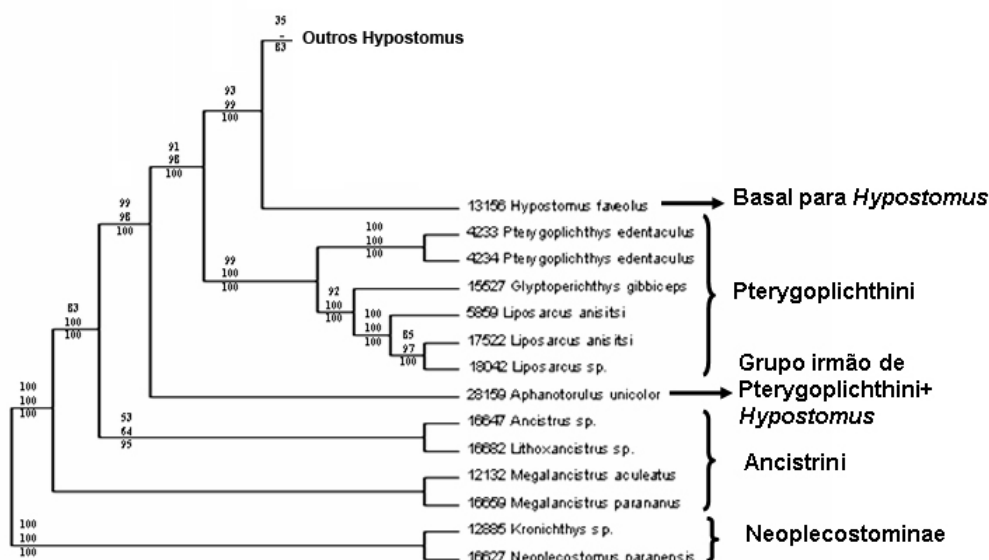 35
-
83
Outros Hypostomus
93
99
100
91
98
100
99
98
100
13156 Hypostomus faveolus
Basal para Hypostomus
100
100
100
4233 Pterygoplichthys edentaculus
4234 Pterygoplichthys edentaculus
99
100
92
100
100
15527 Glyptoperichthys gibbiceps
Pterygoplichthini
100
100
100
5859 Liposarcus anisitsi
85
97
100
17522 Liposarcus anisitsi
18042 Liposarcus sp.
83
100
100
28159 Aphanotorulus unicolor
Grupo irmão de
Pterygoplichthini+
Hypostomus
100
100
100
53
64
95
16647 Ancistrus sp.
16682 Lithoxancistrus sp.
12132 Megalancistrus aculeatus
16659 Megalancistrus parananus
Ancistrini
100
100
100
12885 Kronichthys sp.
16627 Neoplecostomus paranensis
Neoplecostominae